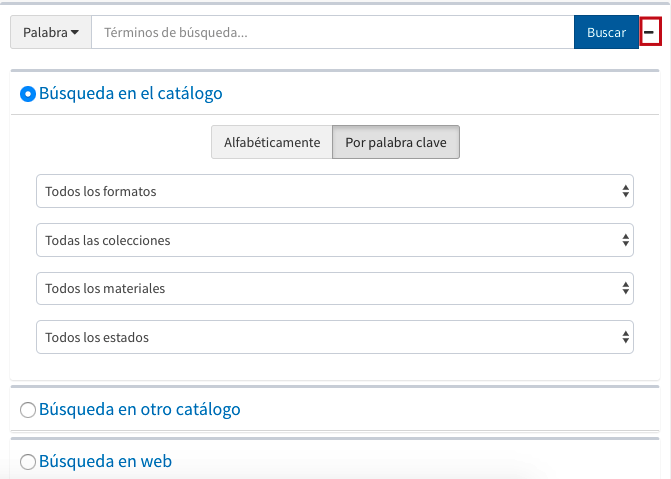 Palabra Términos de búsqueda... Buscar
Búsqueda en el catálogo
Alfabéticamente Por palabra clave
Todos los formatos
Todas las colecciones
Todos los materiales
Todos los estados
Búsqueda en otro catálogo
Búsqueda en web